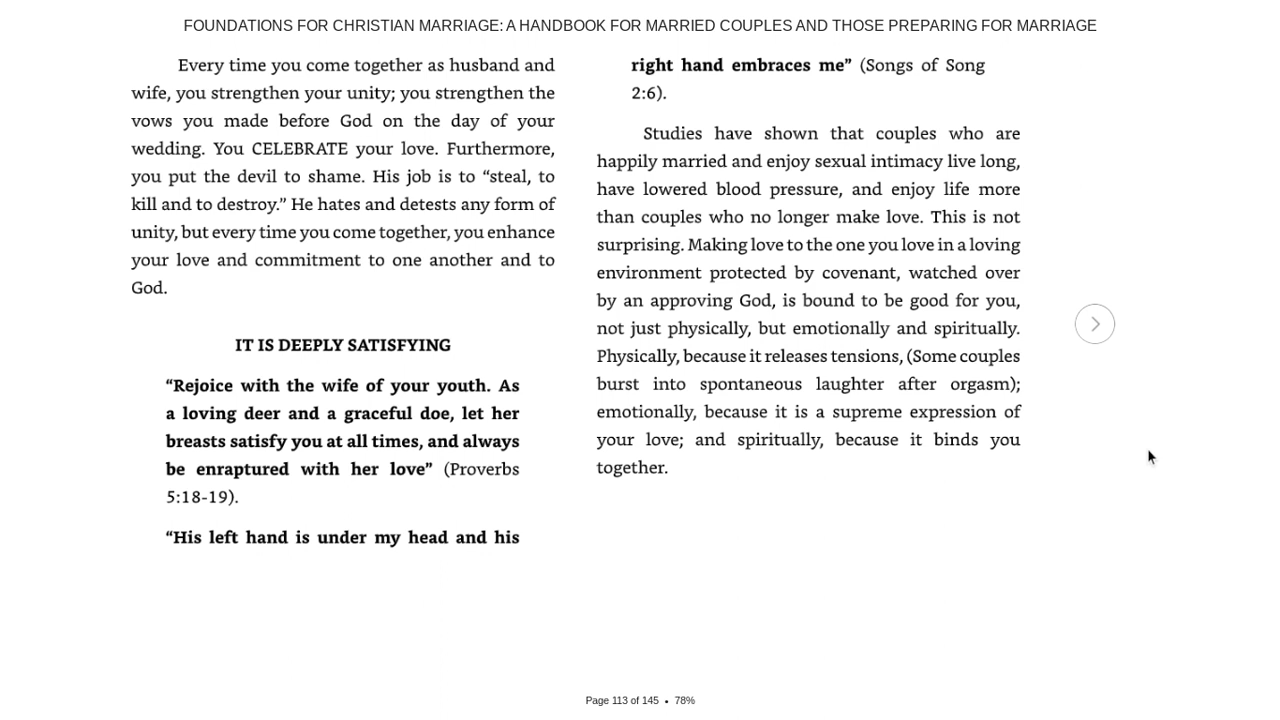 FOUNDATIONS FOR CHRISTIAN MARRIAGE: A HANDBOOK FOR MARRIED COUPLES AND THOSE PREPARING FOR MARRIAGE
Every time you come together as husband and
wife, you strengthen your unity; you strengthen the
vows you made before God on the day of your
wedding. You CELEBRATE your love. Furthermore,
you put the devil to shame. His job is to “steal, to
kill and to destroy.” He hates and detests any form of
unity, but every time you come together, you enhance
your love and commitment to one another and to
God.
IT IS DEEPLY SATISFYING
“Rejoice with the wife of your youth. As
a loving deer and a graceful doe, let her
breasts satisfy you at all times, and always
be enraptured with her love” (Proverbs
5:18-19).
“His left hand is under my head and his
right hand embraces me” (Songs of Song
2:6).
Studies have shown that couples who are
happily married and enjoy sexual intimacy live long,
have lowered blood pressure, and enjoy life more
than couples who no longer make love. This is not
surprising. Making love to the one you love in a loving
environment protected by covenant, watched over
by an approving God, is bound to be good for you,
not just physically, but emotionally and spiritually.
Physically, because it releases tensions, (Some couples
burst into spontaneous laughter after orgasm);
emotionally, because it is a supreme expression of
your love; and spiritually, because it binds you
together.
Page 113 of 145 • 78%